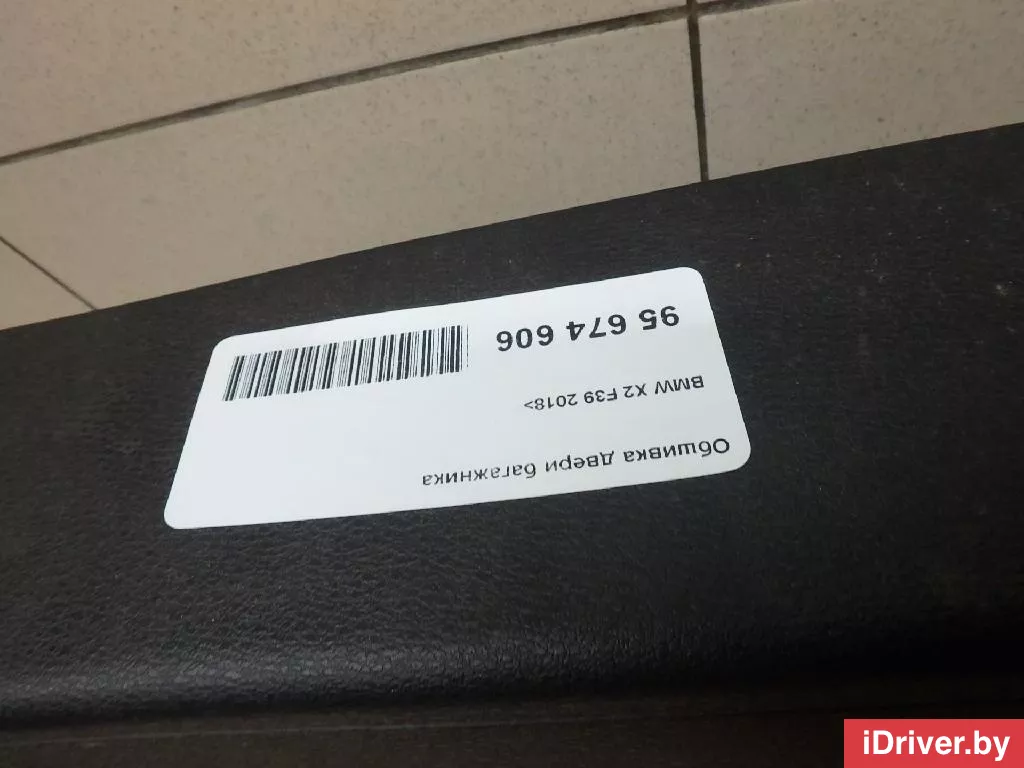 Обшивка двери багажника
BMW X2 F39 2018>
95 674 606
iDriver.by